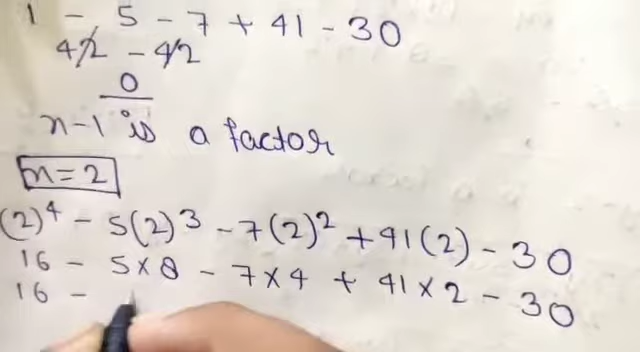 1 - 5 - 7 + 41 - 30
42 - 42
0
x-1 is a factor
x=2
(2)⁴ - 5(2)³ - 7(2)² + 41(2) - 30
16 - 5×8 - 7×4 + 41×2 - 30
16 -